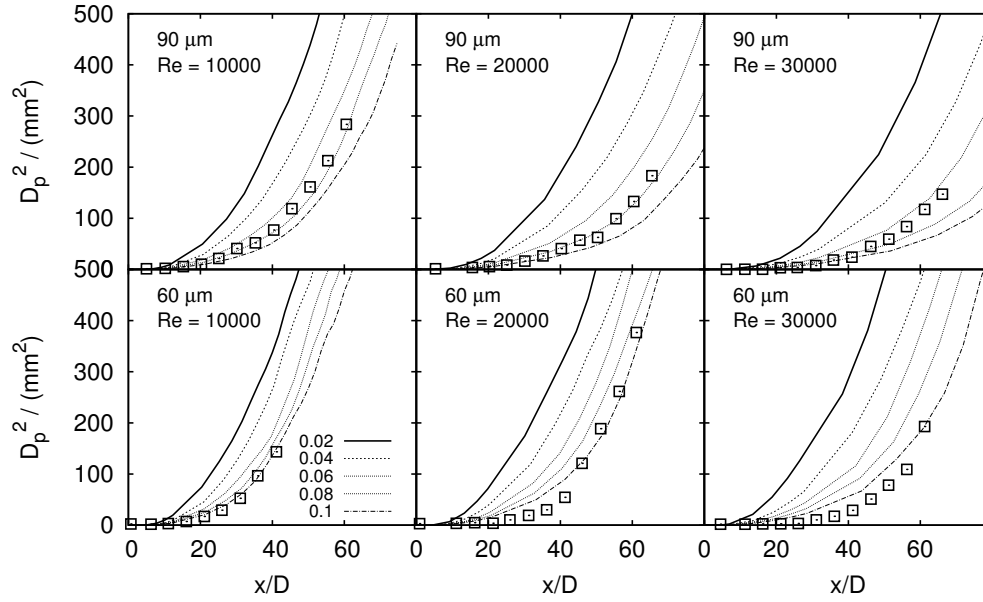 500
400
300
200
100
500
D_p^2 / (mm^2)
90 μm
Re = 10000
90 μm
Re = 20000
90 μm
Re = 30000
400
300
200
100
0
D_p^2 / (mm^2)
60 μm
Re = 10000
0.02
0.04
0.06
0.08
0.1
60 μm
Re = 20000
60 μm
Re = 30000
0 20 40 60 0 20 40 60 0 20 40 60
x/D x/D x/D